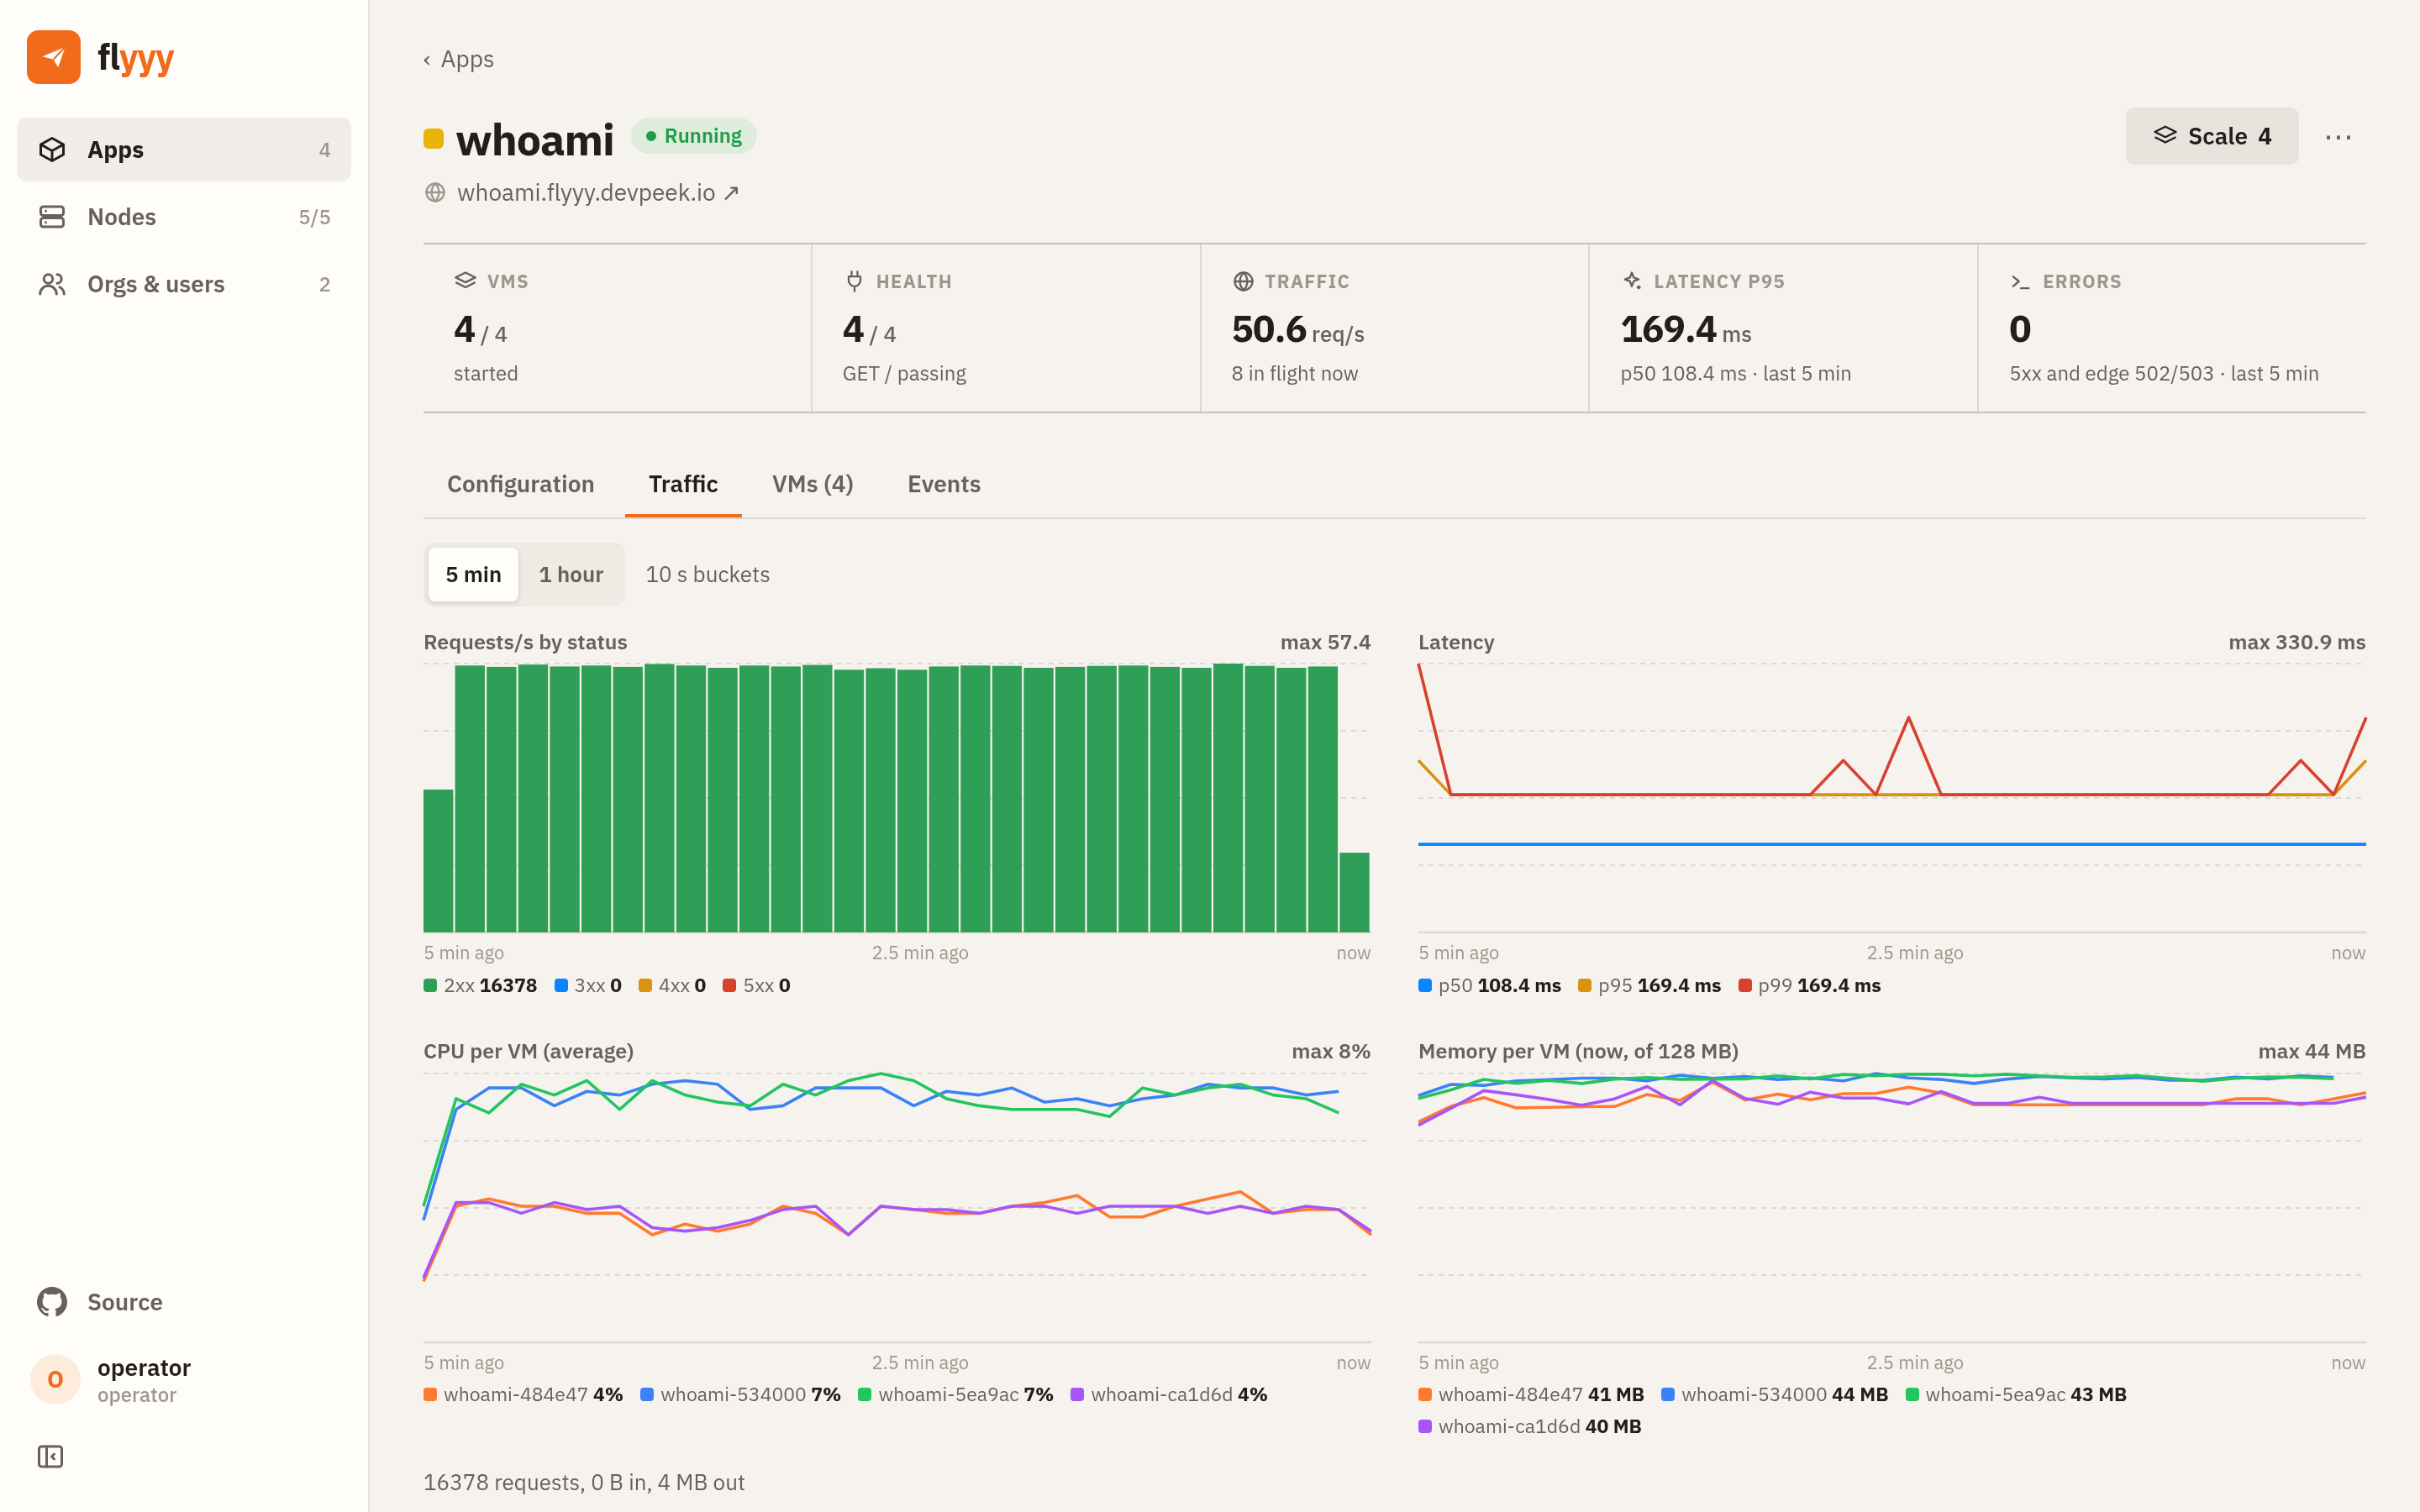 flyyy
Apps 4
Nodes 5/5
Orgs & users 2
Source
O
operator
operator
‹ Apps
whoami Running
Scale 4 ⋯
whoami.flyyy.devpeek.io ↗
VMS
4 / 4
started
HEALTH
4 / 4
GET / passing
TRAFFIC
50.6 req/s
8 in flight now
LATENCY P95
169.4 ms
p50 108.4 ms · last 5 min
ERRORS
0
5xx and edge 502/503 · last 5 min
Configuration Traffic VMs (4) Events
5 min 1 hour 10 s buckets
Requests/s by status max 57.4
5 min ago 2.5 min ago now
2xx 16378 3xx 0 4xx 0 5xx 0
Latency max 330.9 ms
5 min ago 2.5 min ago now
p50 108.4 ms p95 169.4 ms p99 169.4 ms
CPU per VM (average) max 8%
5 min ago 2.5 min ago now
whoami-484e47 4% whoami-534000 7% whoami-5ea9ac 7% whoami-ca1d6d 4%
Memory per VM (now, of 128 MB) max 44 MB
5 min ago 2.5 min ago now
whoami-484e47 41 MB whoami-534000 44 MB whoami-5ea9ac 43 MB
whoami-ca1d6d 40 MB
16378 requests, 0 B in, 4 MB out